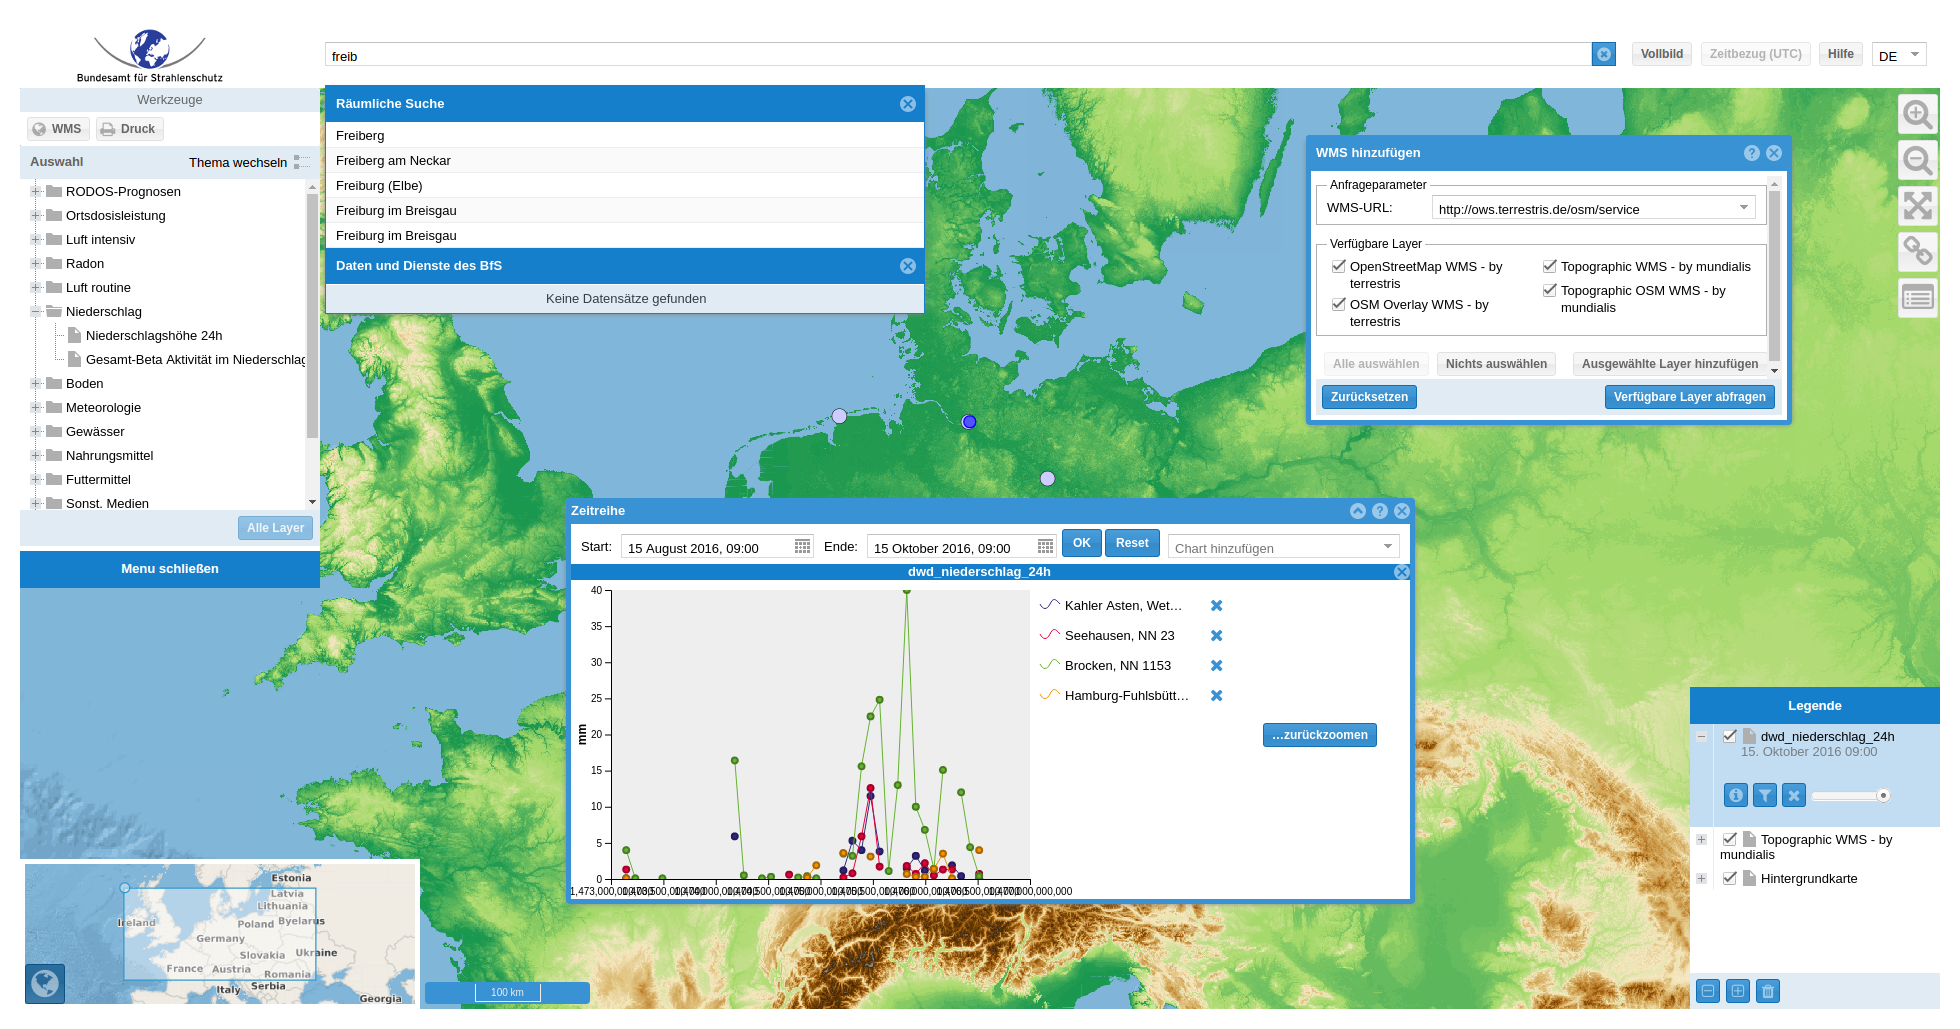 Bundesamt für Strahlenschutz
freib
Vollbild
Zeitbezug (UTC)
Hilfe
DE
Werkzeuge
WMS
Druck
Auswahl
Thema wechseln
RODOS-Prognosen
Ortsdosisleistung
Luft intensiv
Radon
Luft routine
Niederschlag
Niederschlagshöhe 24h
Gesamt-Beta Aktivität im Niederschlag
Boden
Meteorologie
Gewässer
Nahrungsmittel
Futtermittel
Sonst. Medien
Alle Layer
Menu schließen
Räumliche Suche
Freiberg
Freiberg am Neckar
Freiburg (Elbe)
Freiburg im Breisgau
Freiburg im Breisgau
Daten und Dienste des BfS
Keine Datensätze gefunden
WMS hinzufügen
Anfrageparameter
WMS-URL:
http://ows.terrestris.de/osm/service
Verfügbare Layer
OpenStreetMap WMS - by
terrestris
OSM Overlay WMS - by
terrestris
Topographic WMS - by mundialis
Topographic OSM WMS - by
mundialis
Alle auswählen
Nichts auswählen
Ausgewählte Layer hinzufügen
Zurücksetzen
Verfügbare Layer abfragen
Zeitreihe
Start:
15 August 2016, 09:00
Ende:
15 Oktober 2016, 09:00
OK
Reset
Chart hinzufügen
dwd_niederschlag_24h
40
35
30
25
20
15
10
5
0
mm
Kahler Asten, Wet…
Seehausen, NN 23
Brocken, NN 1153
Hamburg-Fuhlsbütt…
…zurückzoomen
Legende
dwd_niederschlag_24h
15. Oktober 2016 09:00
Topographic WMS - by
mundialis
Hintergrundkarte
Estonia
Latvia
Lithuania
Ireland
Poland
Byelarus
Germany
Slovakia
Ukraine
France
Austria
Romania
Italy
Serbia
Georgia
100 km